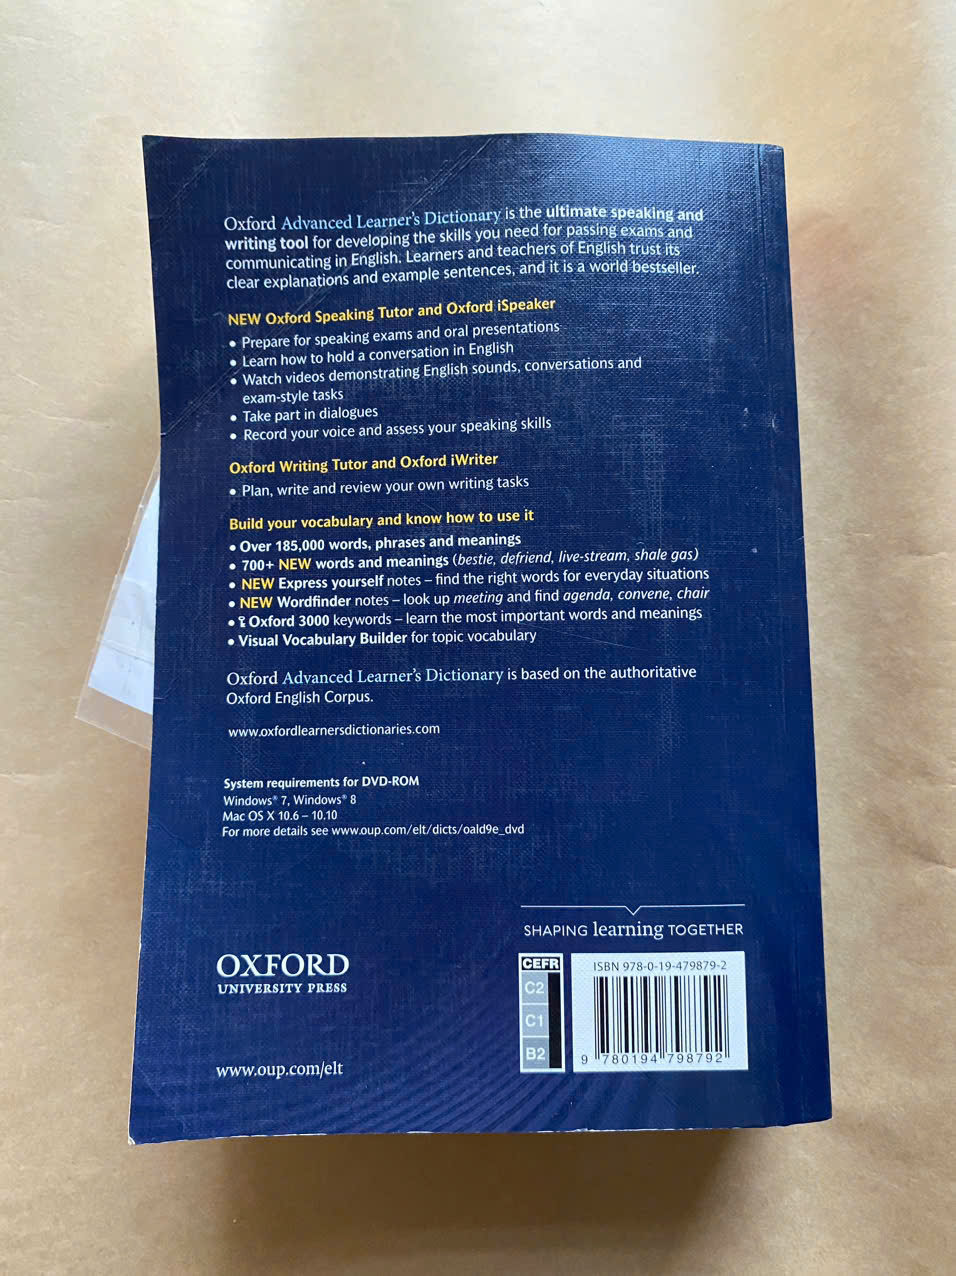 Oxford Advanced Learner's Dictionary is the ultimate speaking and
writing tool for developing the skills you need for passing exams and
communicating in English. Learners and teachers of English trust its
clear explanations and example sentences, and it is a world bestseller.
NEW Oxford Speaking Tutor and Oxford iSpeaker
• Prepare for speaking exams and oral presentations
• Learn how to hold a conversation in English
• Watch videos demonstrating English sounds, conversations and
exam-style tasks
• Take part in dialogues
• Record your voice and assess your speaking skills
Oxford Writing Tutor and Oxford iWriter
• Plan, write and review your own writing tasks
Build your vocabulary and know how to use it
• Over 185,000 words, phrases and meanings
• 700+ NEW words and meanings (bestie, defriend, live-stream, shale gas)
• NEW Express yourself notes – find the right words for everyday situations
• NEW Wordfinder notes – look up meeting and find agenda, convene, chair
• Oxford 3000 keywords – learn the most important words and meanings
• Visual Vocabulary Builder for topic vocabulary
Oxford Advanced Learner's Dictionary is based on the authoritative
Oxford English Corpus.
www.oxfordlearnersdictionaries.com
System requirements for DVD-ROM
Windows® 7, Windows® 8
Mac OS X 10.6 – 10.10
For more details see www.oup.com/elt/dicts/oald9e_dvd
SHAPING learning TOGETHER
OXFORD
UNIVERSITY PRESS
www.oup.com/elt
CEFR
C2
C1
B2
ISBN 978-0-19-479879-2
9 780194 798792